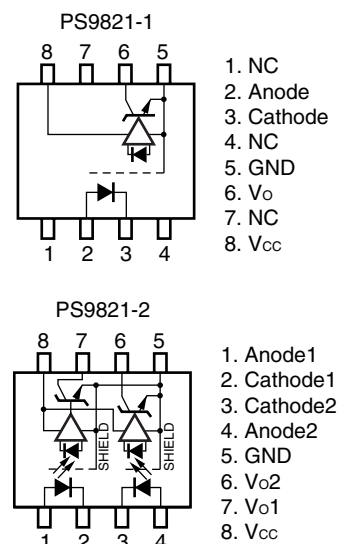 PS9821-1
8 7 6 5
1 2 3 4
1. NC
2. Anode
3. Cathode
4. NC
5. GND
6. VO
7. NC
8. VCC
PS9821-2
8 7 6 5
SHIELD SHIELD
1 2 3 4
1. Anode1
2. Cathode1
3. Cathode2
4. Anode2
5. GND
6. VO2
7. VO1
8. VCC